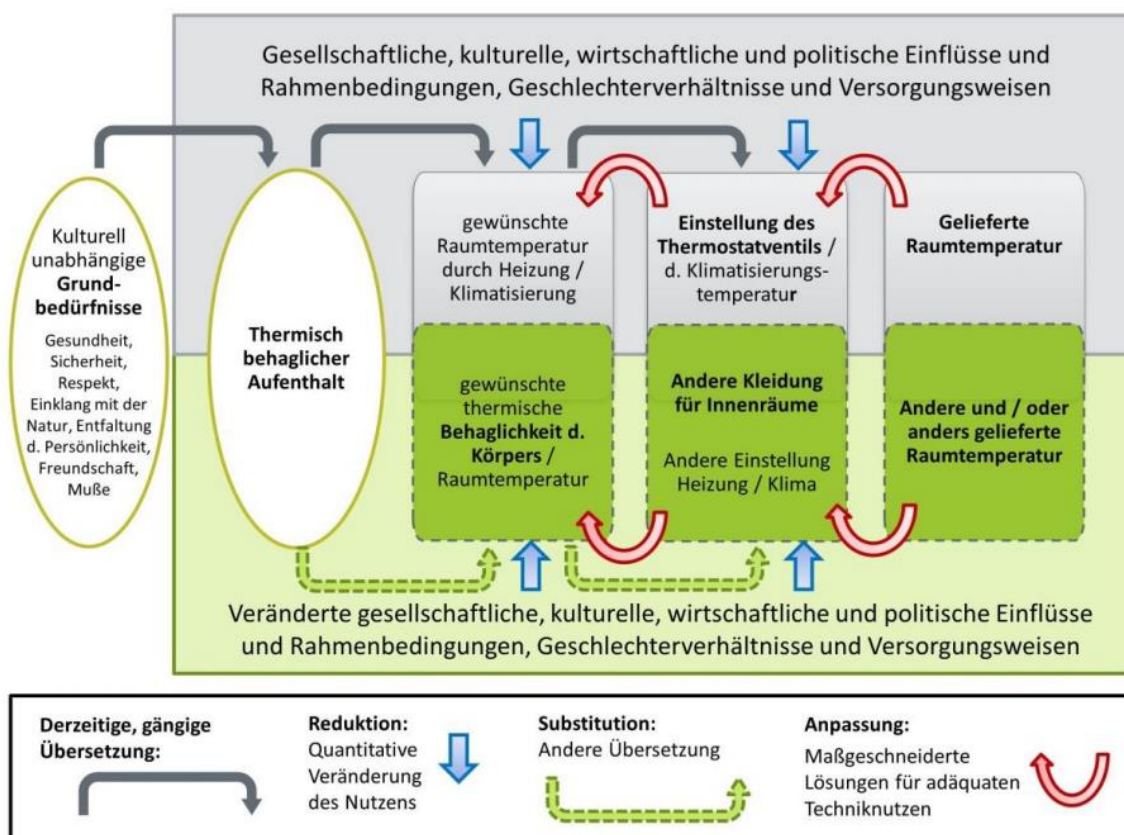 Gesellschaftliche, kulturelle, wirtschaftliche und politische Einflüsse und
Rahmenbedingungen, Geschlechterverhältnisse und Versorgungsweisen
Kulturell
unabhängige
Grund-
bedürfnisse
Gesundheit,
Sicherheit,
Respekt,
Einklang mit der
Natur, Entfaltung
d. Persönlichkeit,
Freundschaft,
Muße
Thermisch
behaglicher
Aufenthalt
gewünschte
Raumtemperatur
durch Heizung /
Klimatisierung
Einstellung des
Thermostatventils /
d. Klimatisierungs-
temperatur
Gelieferte
Raumtemperatur
gewünschte
thermische
Behaglichkeit d.
Körpers /
Raumtemperatur
Andere Kleidung
für Innenräume
Andere Einstellung
Heizung / Klima
Andere und / oder
anders gelieferte
Raumtemperatur
Veränderte gesellschaftliche, kulturelle, wirtschaftliche und politische Einflüsse
und Rahmenbedingungen, Geschlechterverhältnisse und Versorgungsweisen
Derzeitige, gängige
Übersetzung:
Reduktion:
Quantitative
Veränderung
des Nutzens
Substitution:
Andere Übersetzung
Anpassung:
Maßgeschneiderte
Lösungen für adäquaten
Techniknutzen